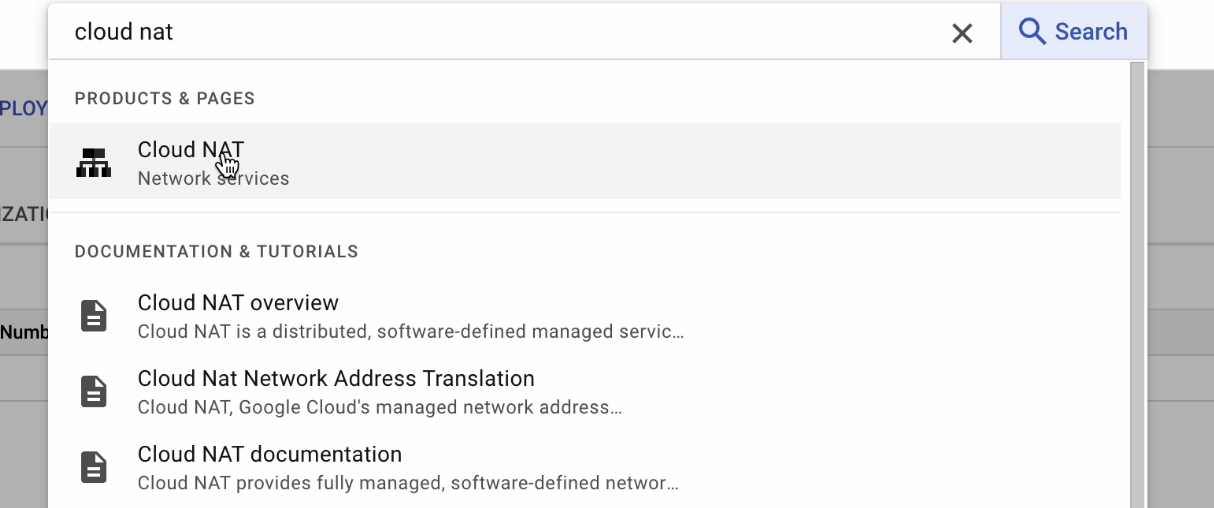 cloud nat
Search
PRODUCTS & PAGES
PLOY
Cloud NAT
Network services
IZATIO
DOCUMENTATION & TUTORIALS
Cloud NAT overview
Numb
Cloud NAT is a distributed, software-defined managed servic...
Cloud Nat Network Address Translation
Cloud NAT, Google Cloud's managed network address...
Cloud NAT documentation
Cloud NAT provides fully managed, software-defined networ...